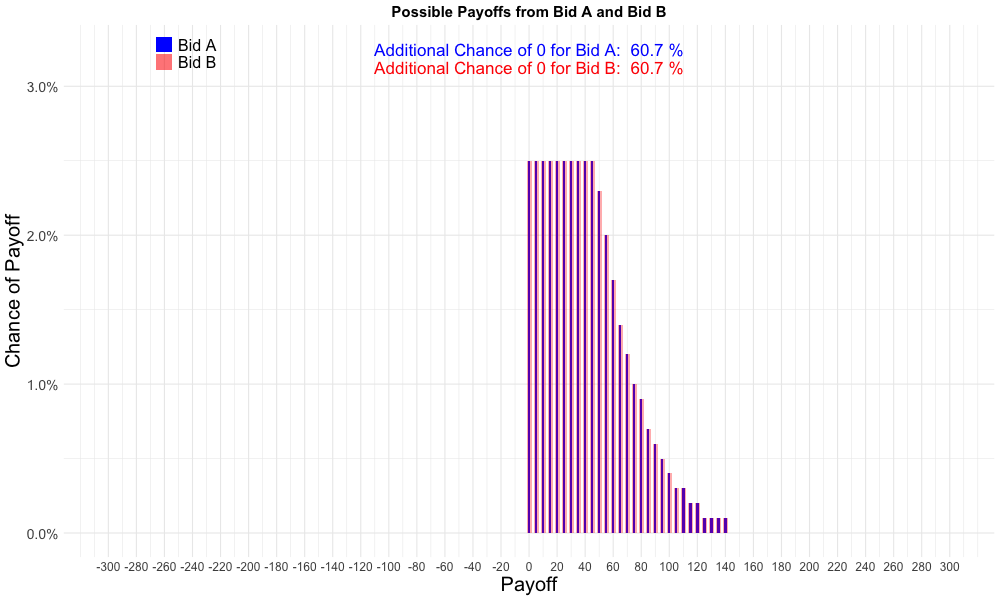 Possible Payoffs from Bid A and Bid B
Bid A
Bid B
Additional Chance of 0 for Bid A:  60.7 %
Additional Chance of 0 for Bid B:  60.7 %
Chance of Payoff
3.0%
2.0%
1.0%
0.0%
-300 -280 -260 -240 -220 -200 -180 -160 -140 -120 -100 -80 -60 -40 -20 0 20 40 60 80 100 120 140 160 180 200 220 240 260 280 300
Payoff